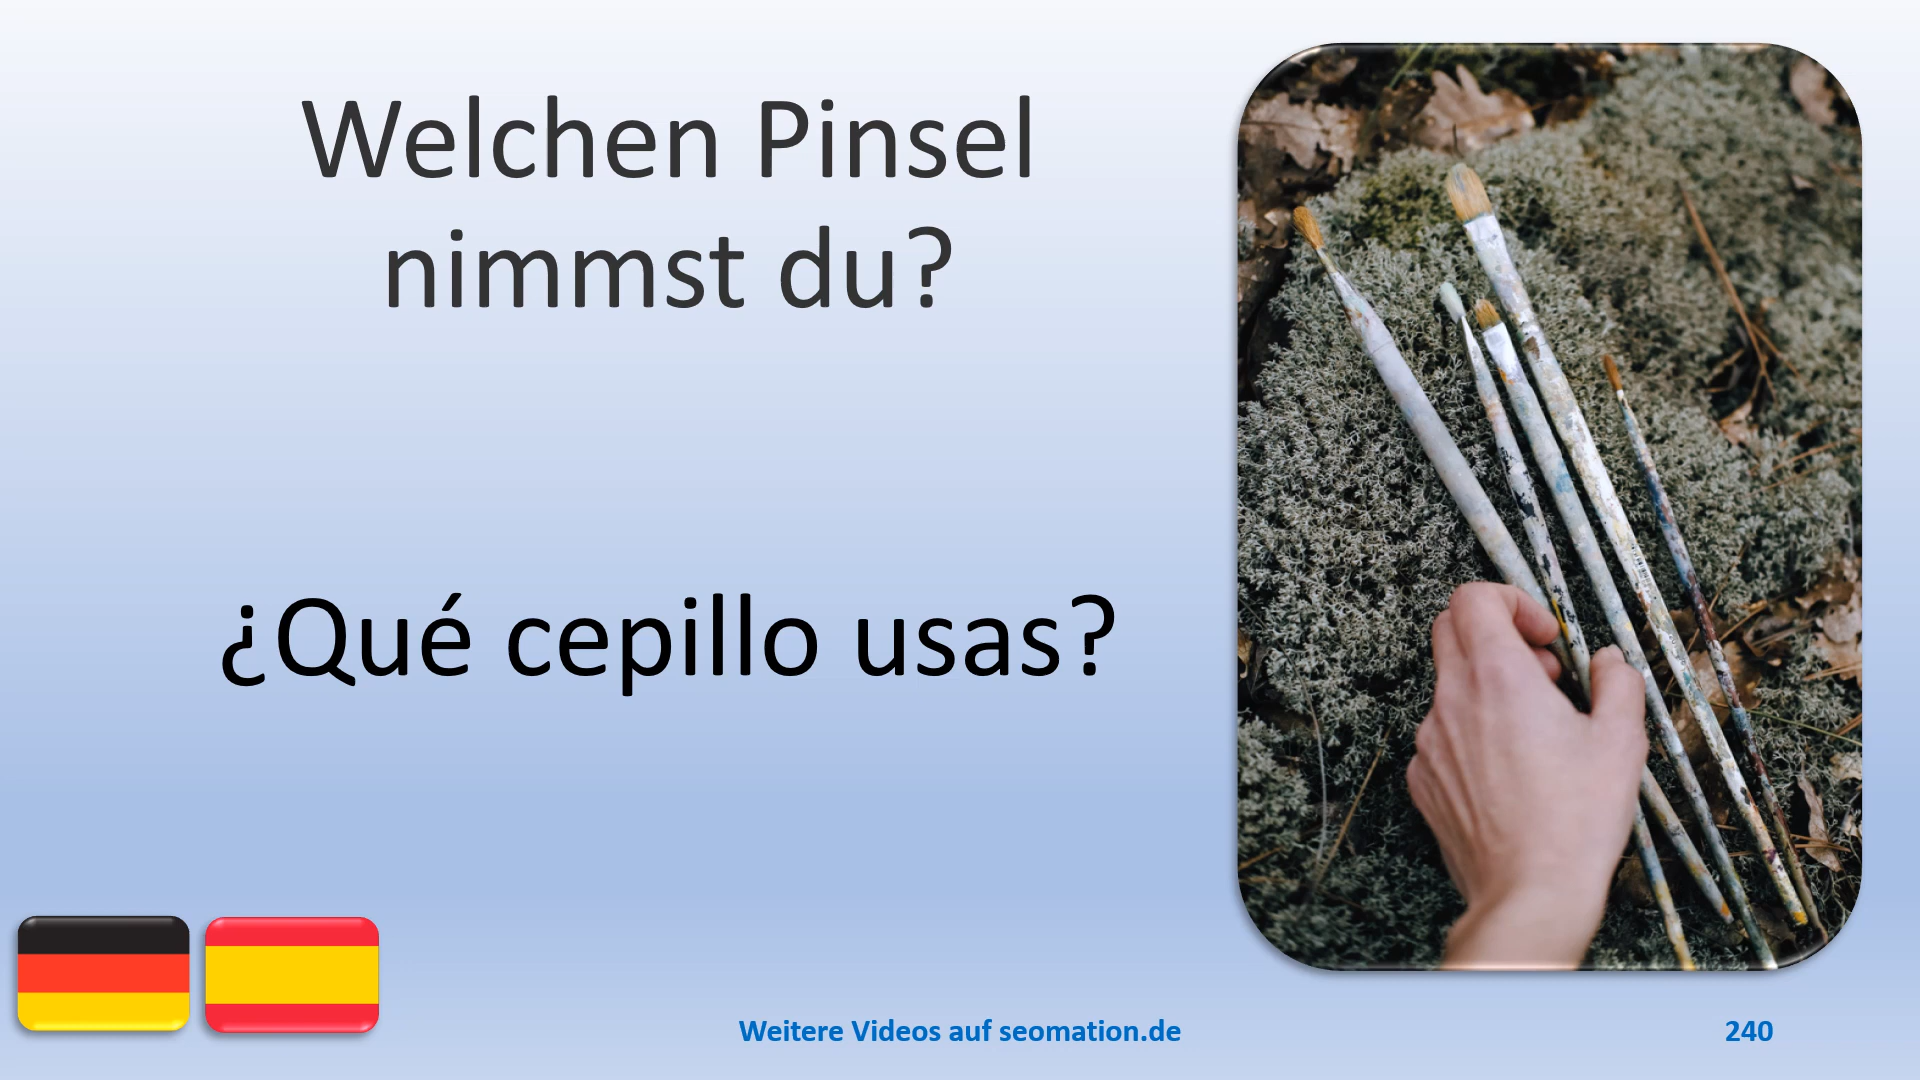 Welchen Pinsel
nimmst du?
¿Qué cepillo usas?
Weitere Videos auf seomation.de
240